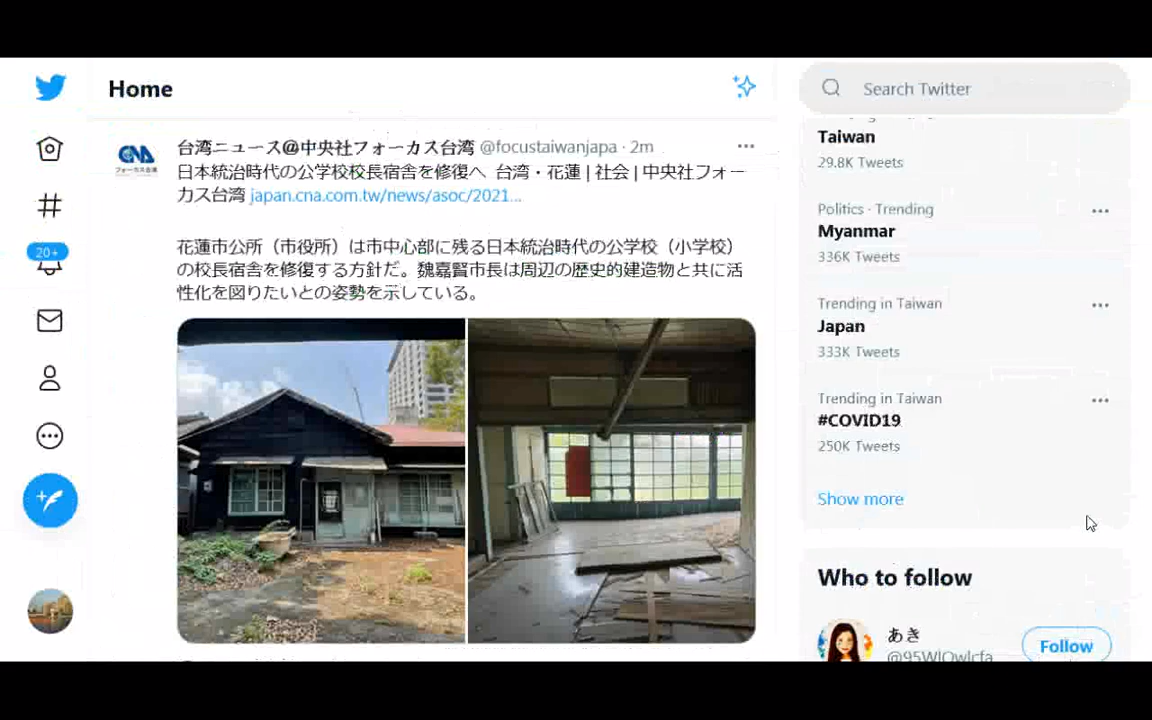 Home
Search Twitter
20+
CNA
フォーカス台湾
台湾ニュース@中央社フォーカス台湾 @focustaiwanjapa · 2m
日本統治時代の公学校校長宿舎を修復へ 台湾・花蓮 | 社会 | 中央社フォー
カス台湾 japan.cna.com.tw/news/asoc/2021...
花蓮市公所（市役所）は市中心部に残る日本統治時代の公学校（小学校）
の校長宿舎を修復する方針だ。魏嘉賢市長は周辺の歴史的建造物と共に活
性化を図りたいとの姿勢を示している。
Taiwan
29.8K Tweets
Politics · Trending
Myanmar
336K Tweets
Trending in Taiwan
Japan
333K Tweets
Trending in Taiwan
#COVID19
250K Tweets
Show more
Who to follow
あき
Follow